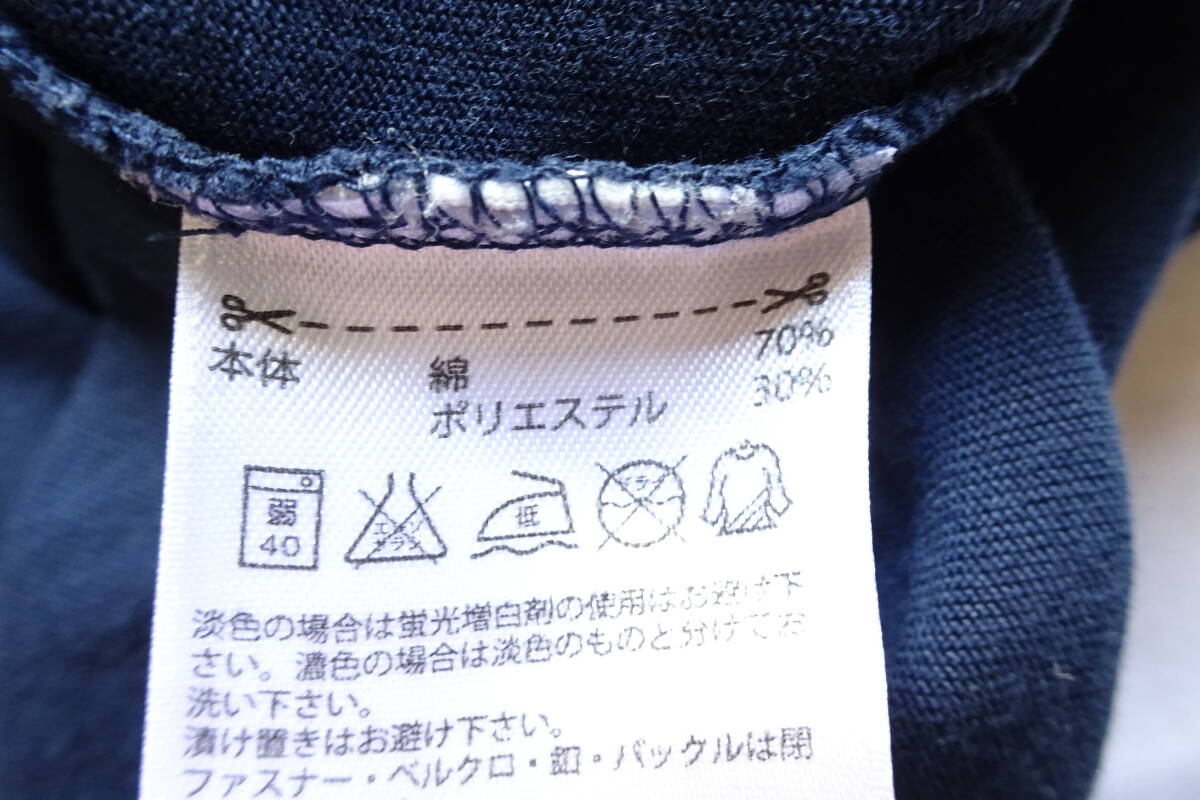 本体 綿 70%
ポリエステル 30%
弱 40
エンソ サラシ
低
淡色の場合は蛍光増白剤の使用はお避け下
さい。濃色の場合は淡色のものと分けてお
洗い下さい。
漬け置きはお避け下さい。
ファスナー・ベルクロ・釦・バックルは閉